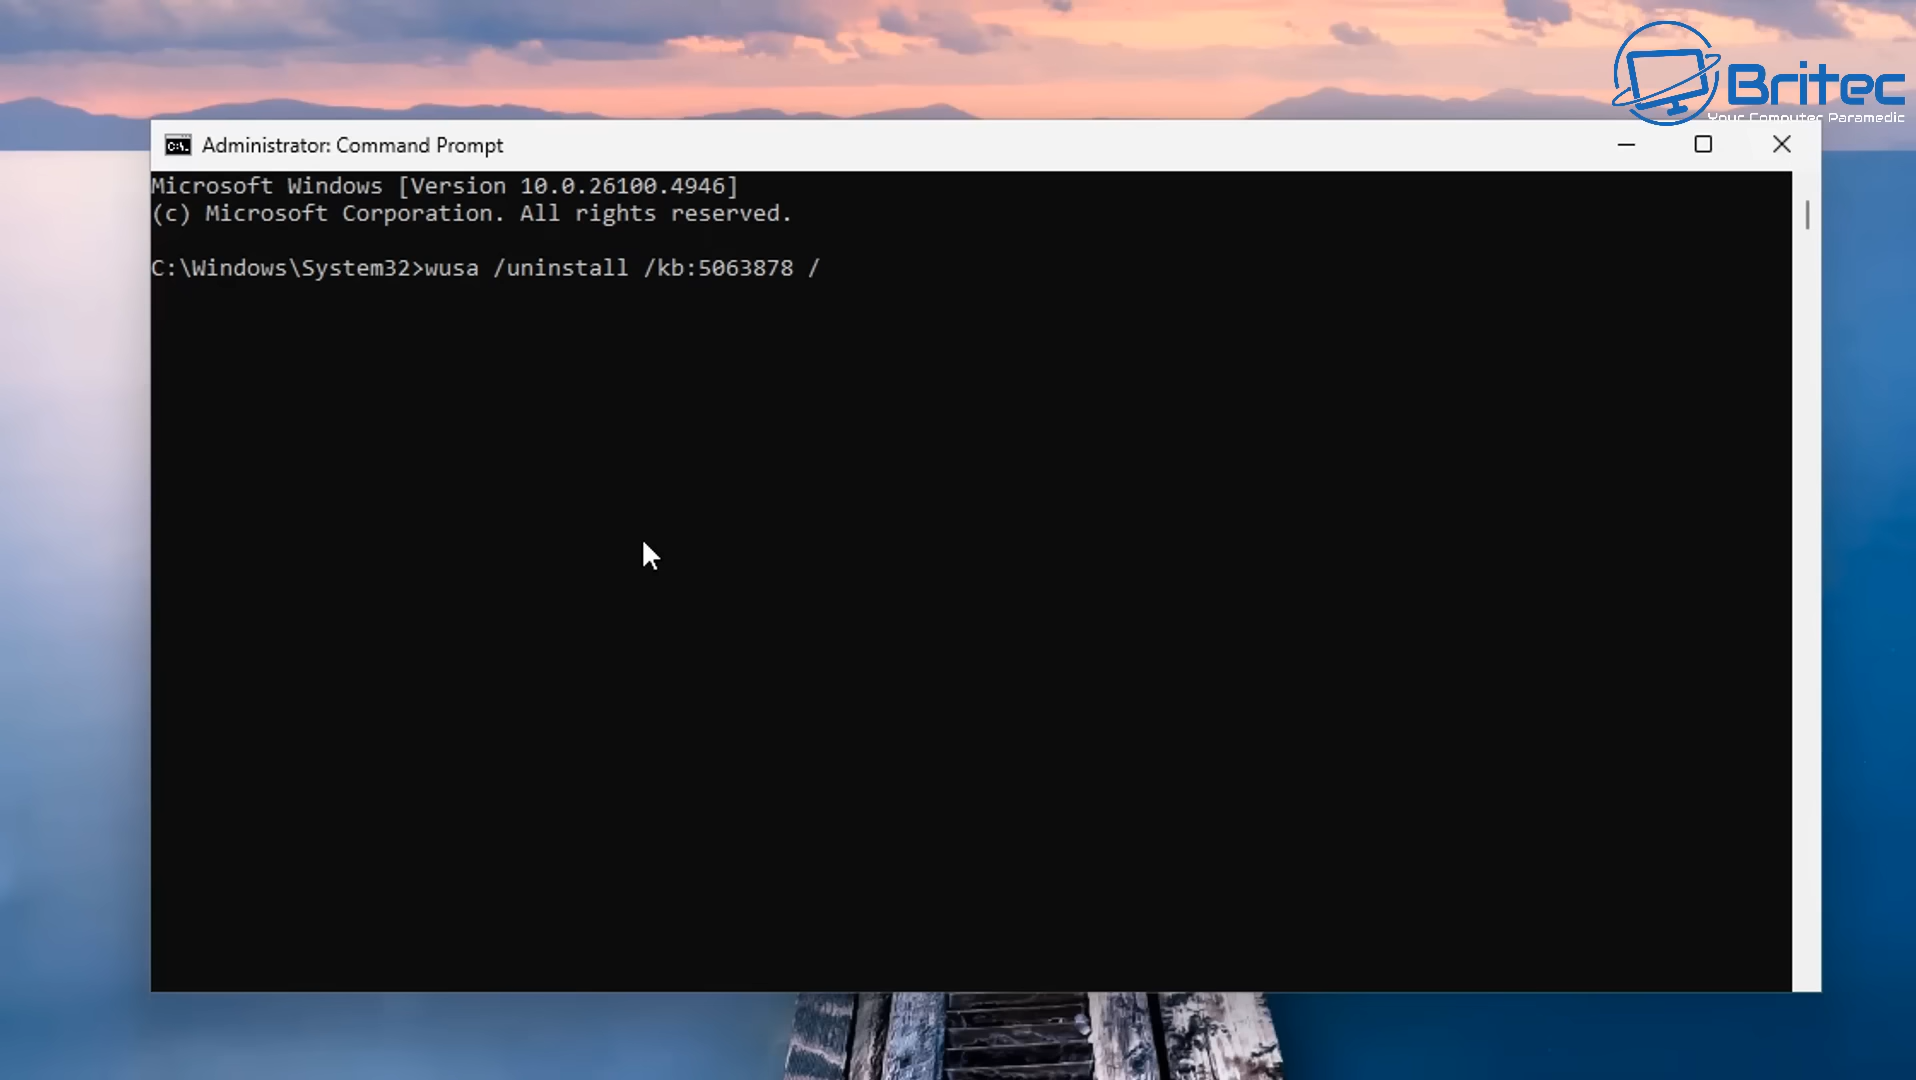 Britec
Your Computer Paramedic
Administrator: Command Prompt
Microsoft Windows [Version 10.0.26100.4946]
(c) Microsoft Corporation. All rights reserved.
C:\Windows\System32>wusa /uninstall /kb:5063878 /